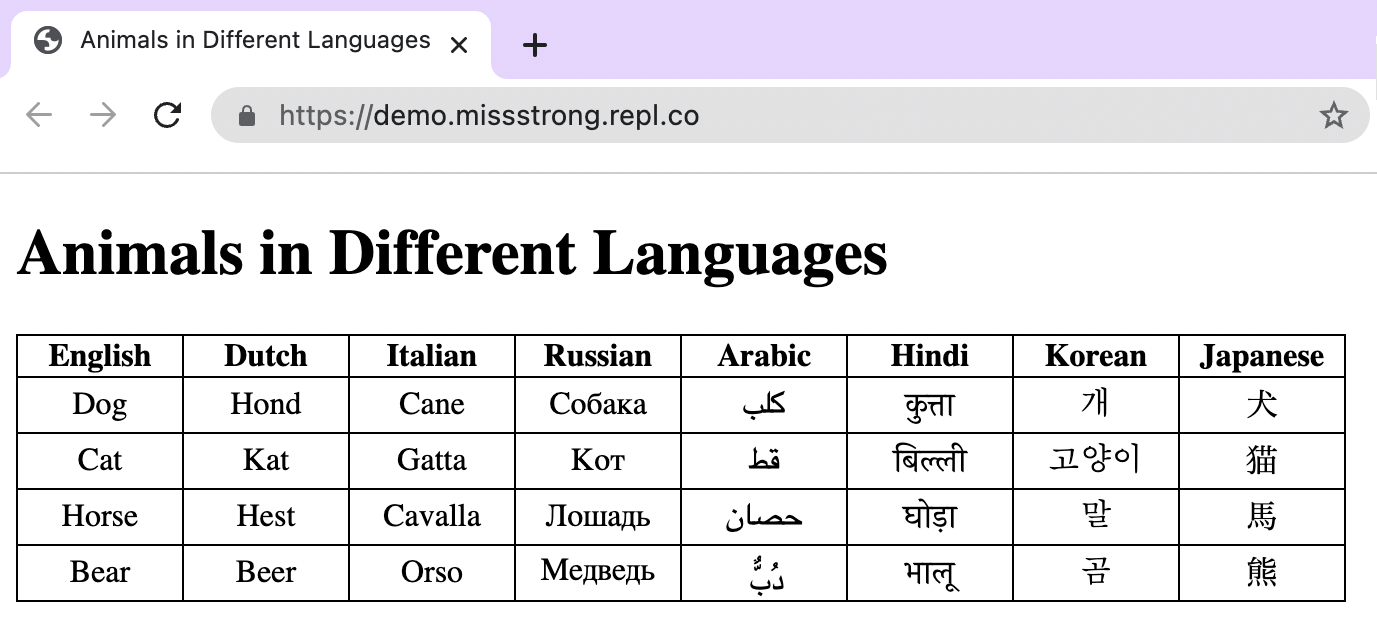 Animals in Different Languages
https://demo.missstrong.repl.co
Animals in Different Languages
English Dutch Italian Russian Arabic Hindi Korean Japanese
Dog Hond Cane Собака كلب कुत्ता 개 犬
Cat Kat Gatta Кот قط बिल्ली 고양이 猫
Horse Hest Cavalla Лошадь حصان घोड़ा 말 馬
Bear Beer Orso Медведь دُبٌّ भालू 곰 熊